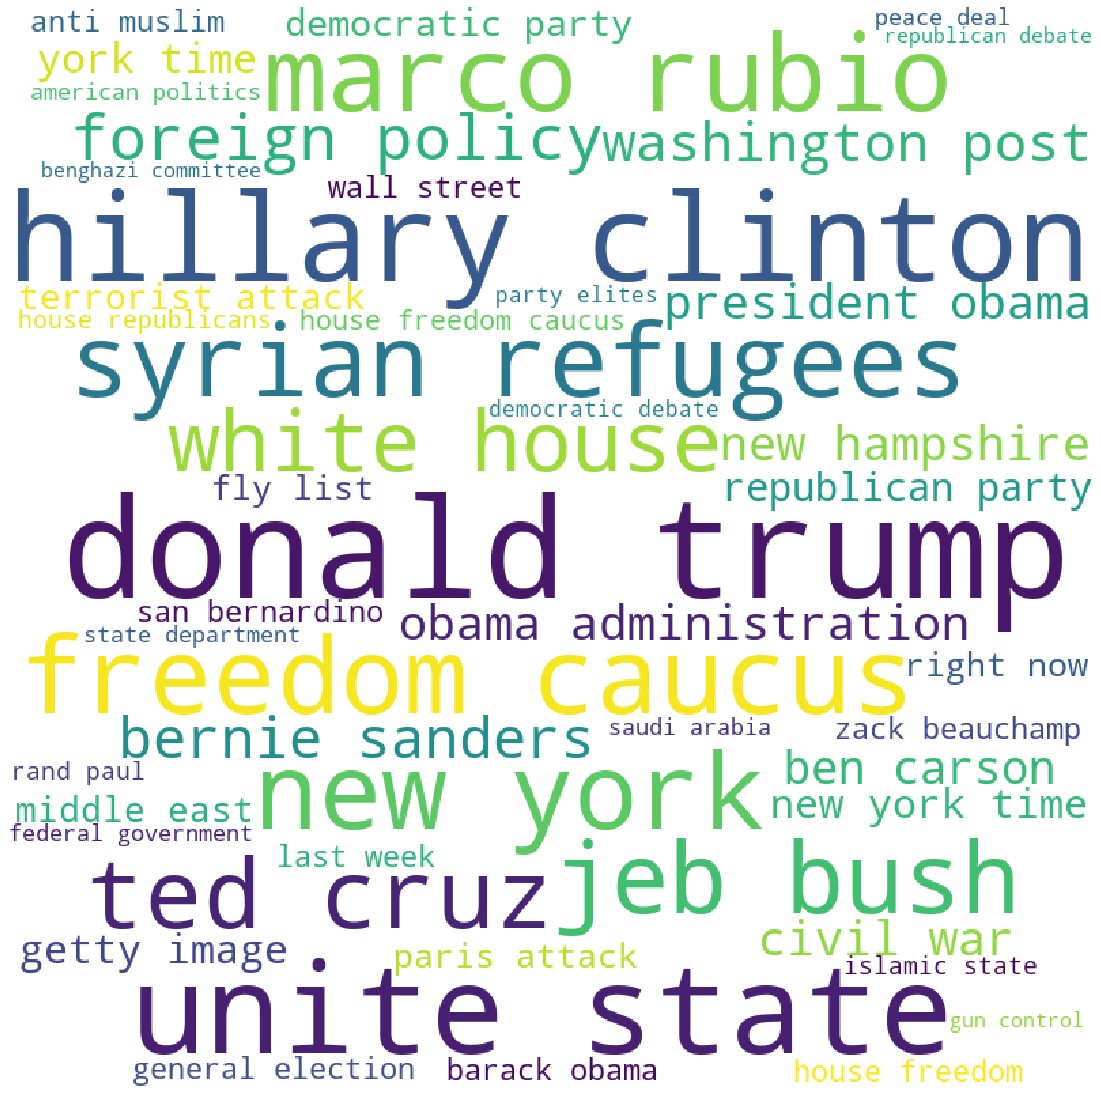 anti muslim
democratic party
peace deal
republican debate
york time
marco rubio
american politics
foreign policy
washington post
benghazi committee
wall street
hillary clinton
terrorist attack
party elites
president obama
house republicans
house freedom caucus
syrian refugees
democratic debate
white house
new hampshire
fly list
republican party
donald trump
san bernardino
obama administration
state department
freedom caucus
right now
bernie sanders
saudi arabia
zack beauchamp
rand paul
new york
ben carson
middle east
new york time
federal government
last week
jeb bush
ted cruz
getty image
paris attack
civil war
islamic state
unite state
gun control
general election
barack obama
house freedom